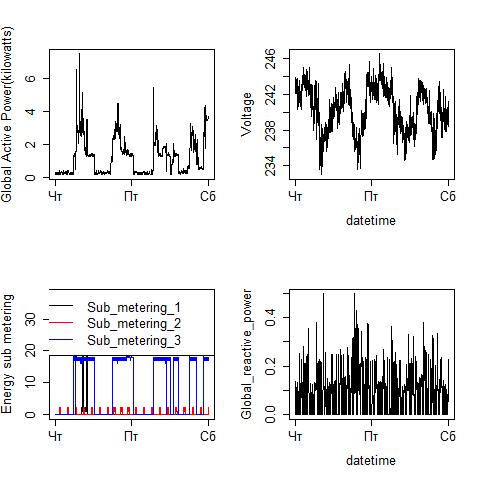 Global Active Power(kilowatts)
0 2 4 6
Чт Пт Сб
Voltage
234 238 242 246
Чт Пт Сб
datetime
Energy sub metering
0 10 20 30
Sub_metering_1
Sub_metering_2
Sub_metering_3
Чт Пт Сб
Global_reactive_power
0.0 0.2 0.4
Чт Пт Сб
datetime